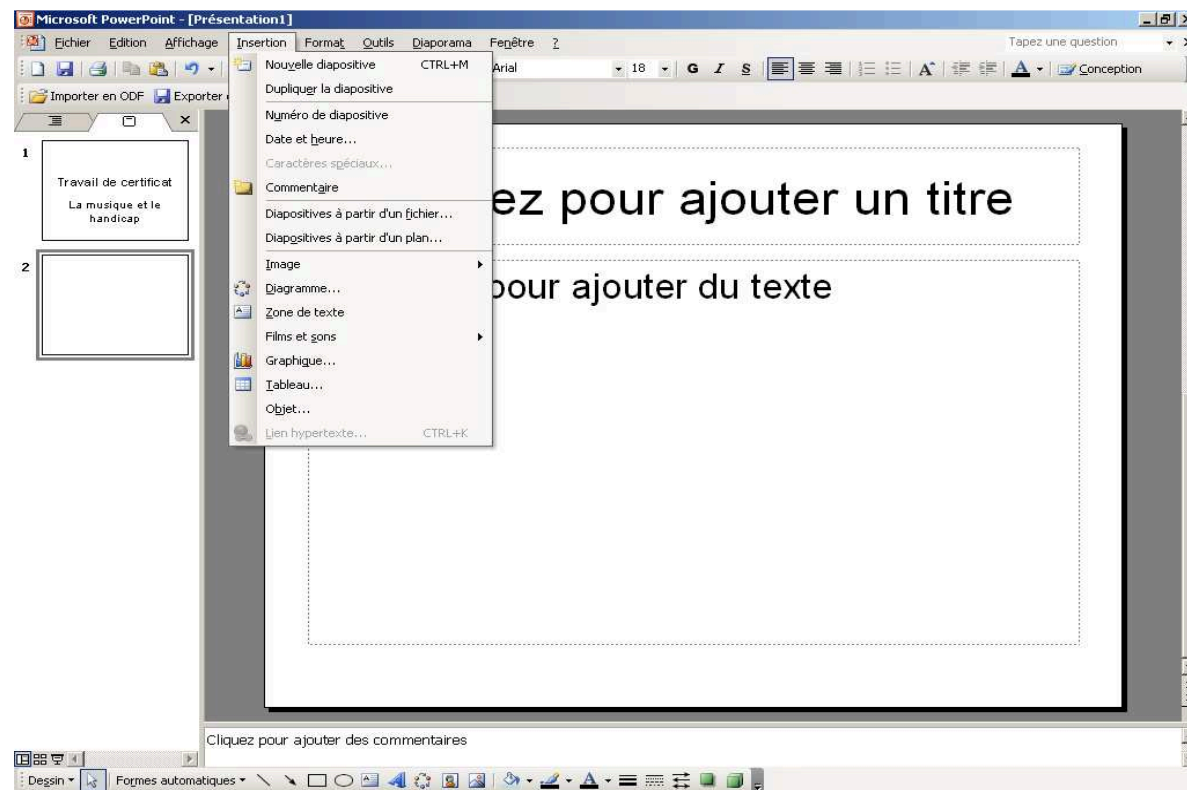 Microsoft PowerPoint - [Présentation1]
Fichier Edition Affichage Insertion Format Outils Diaporama Fenêtre ? Tapez une question
Arial 18 G I S Conception
Importer en ODF Exporter
Nouvelle diapositive CTRL+M
Dupliquer la diapositive
Numéro de diapositive
Date et heure...
Caractères spéciaux...
Commentaire
Diapositives à partir d'un fichier...
Diapositives à partir d'un plan...
Image
Diagramme...
Zone de texte
Films et sons
Graphique...
Tableau...
Objet...
Lien hypertexte... CTRL+K
1
Travail de certificat
La musique et le
handicap
2
ez pour ajouter un titre
pour ajouter du texte
Cliquez pour ajouter des commentaires
Dessin Formes automatiques